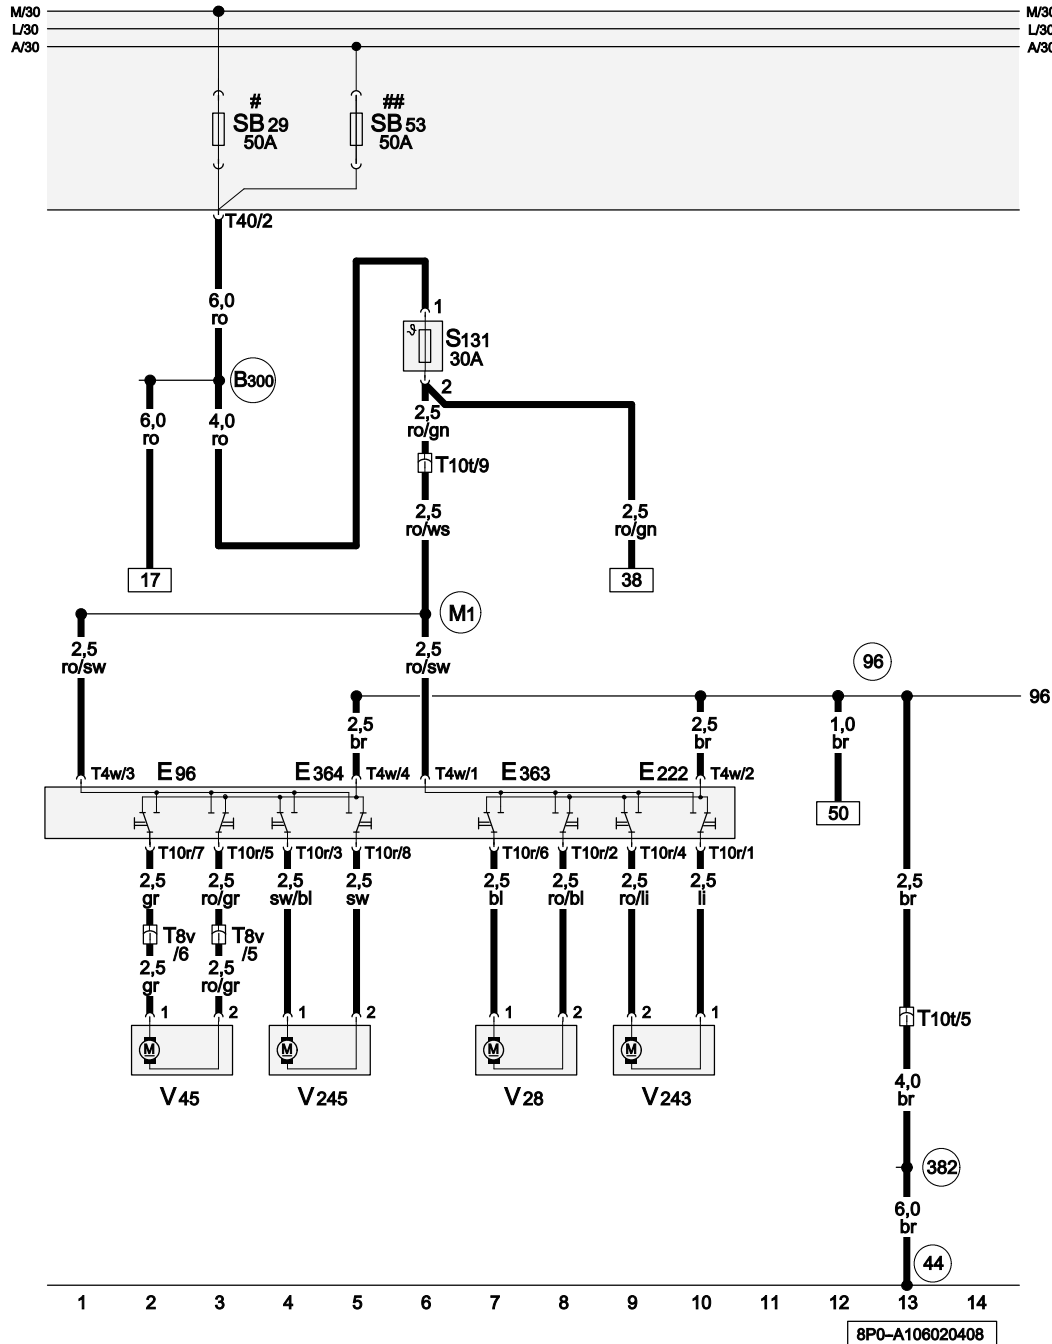 M/30 M/30
L/30 L/30
A/30 A/30
# ##
SB 29 SB 53
50A 50A
T40/2
6,0
ro
1
S131
30A
B300
2
6,0 4,0 2,5
ro ro ro/gn
T10t/9
2,5 2,5
ro/ws ro/gn
17 38
M1
2,5 2,5
ro/sw ro/sw
96
96
2,5 2,5 1,0
br br br
T4w/3 E96 E364 T4w/4 T4w/1 E363 E222 T4w/2
50
T10r/7 T10r/5 T10r/3 T10r/8 T10r/6 T10r/2 T10r/4 T10r/1
2,5 2,5 2,5 2,5 2,5 2,5 2,5 2,5 2,5
gr ro/gr sw/bl sw bl ro/bl ro/li li br
T8v T8v
/6 /5
2,5 2,5
gr ro/gr
1 2 1 2 1 2 2 1
T10t/5
M M M M
V45 V245 V28 V243
4,0
br
382
6,0
br
44
1 2 3 4 5 6 7 8 9 10 11 12 13 14
8P0–A106020408